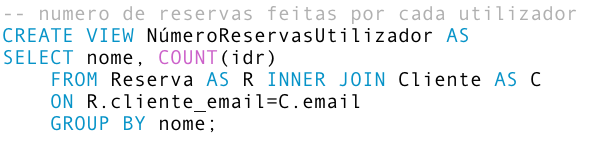 -- numero de reservas feitas por cada utilizador
CREATE VIEW NúmeroReservasUtilizador AS
SELECT nome, COUNT(idr)
FROM Reserva AS R INNER JOIN Cliente AS C
ON R.cliente_email=C.email
GROUP BY nome;